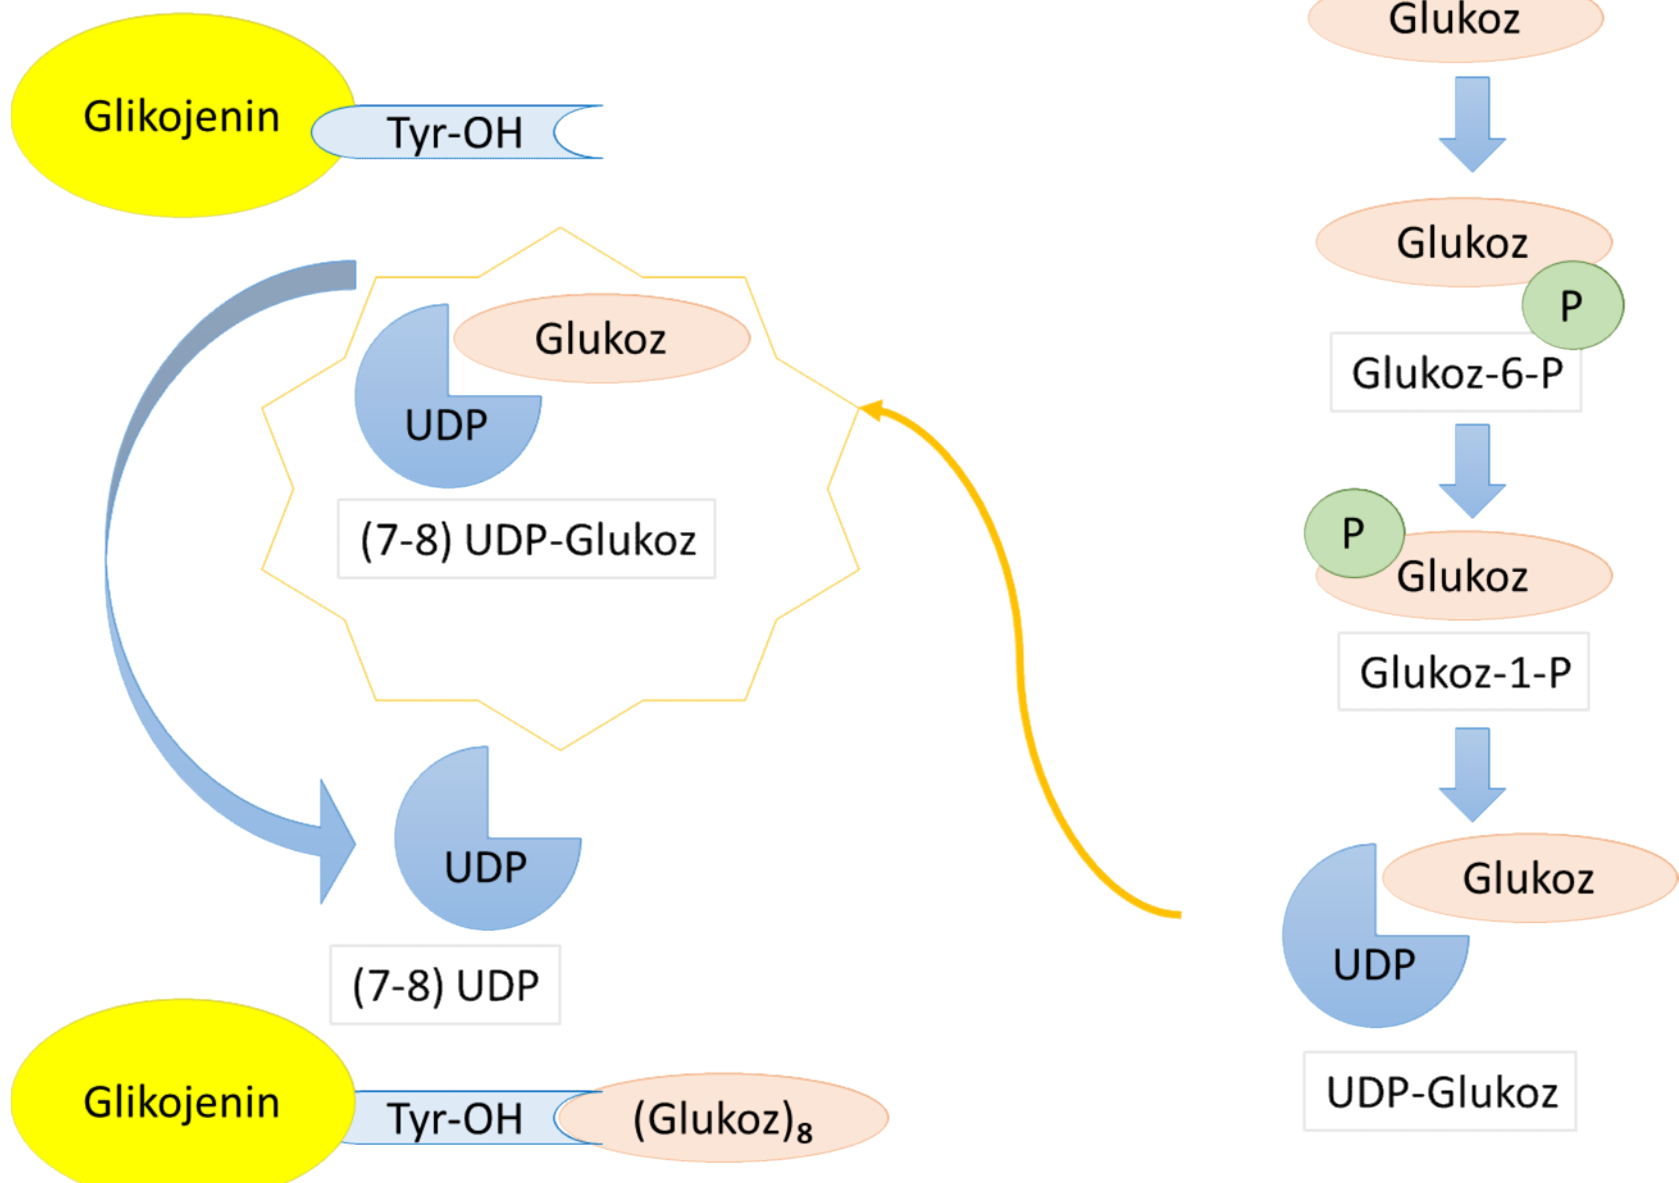 Glikojenin
Tyr-OH
Glukoz
UDP
(7-8) UDP-Glukoz
UDP
(7-8) UDP
Glikojenin
Tyr-OH
(Glukoz)₈
Glukoz
Glukoz
P
Glukoz-6-P
P
Glukoz
Glukoz-1-P
Glukoz
UDP
UDP-Glukoz